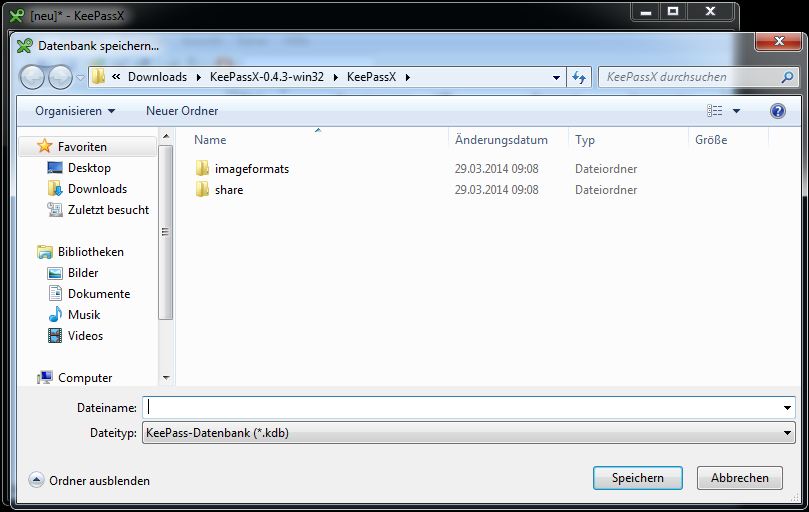 [neu]* - KeePassX
Datenbank speichern...
« Downloads KeePassX-0.4.3-win32 KeePassX
KeePassX durchsuchen
Organisieren Neuer Ordner
Name Änderungsdatum Typ Größe
Favoriten
Desktop
Downloads
Zuletzt besucht
Bibliotheken
Bilder
Dokumente
Musik
Videos
Computer
imageformats 29.03.2014 09:08 Dateiordner
share 29.03.2014 09:08 Dateiordner
Dateiname:
Dateityp: KeePass-Datenbank (*.kdb)
Ordner ausblenden
Speichern Abbrechen